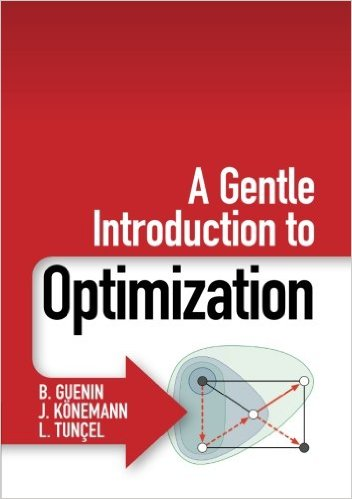 A Gentle
Introduction to
Optimization
B. GUENIN
J. KÖNEMANN
L. TUNÇEL